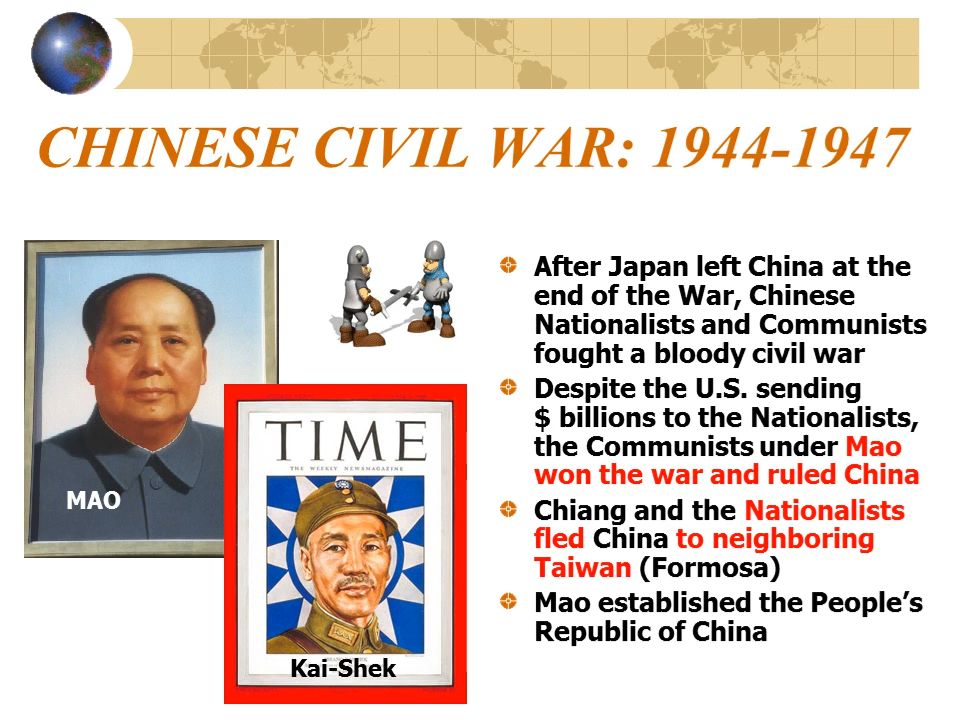 CHINESE CIVIL WAR: 1944-1947
MAO
TIME
THE WEEKLY NEWSMAGAZINE
Kai-Shek
After Japan left China at the
end of the War, Chinese
Nationalists and Communists
fought a bloody civil war
Despite the U.S. sending
$ billions to the Nationalists,
the Communists under Mao
won the war and ruled China
Chiang and the Nationalists
fled China to neighboring
Taiwan (Formosa)
Mao established the People’s
Republic of China